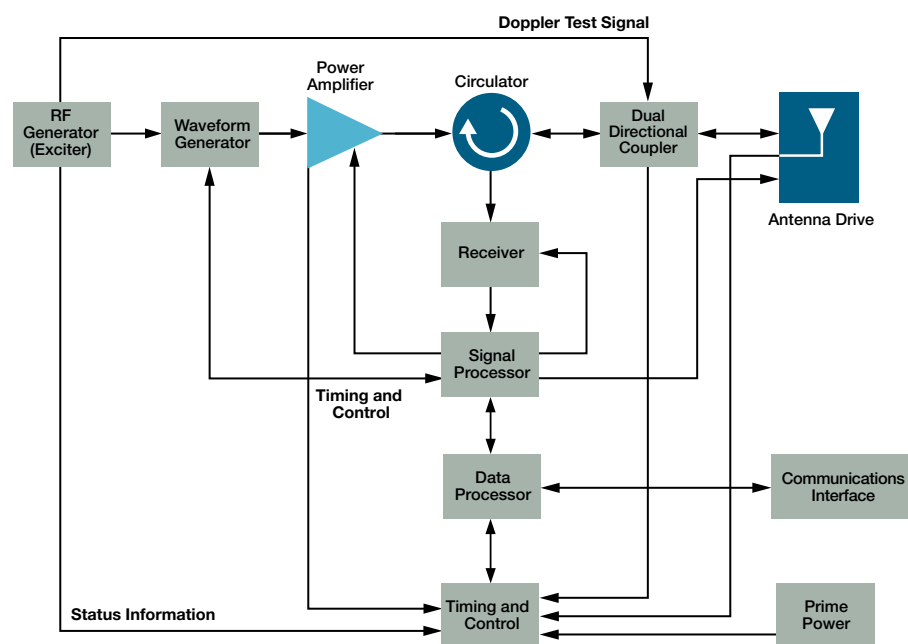 Doppler Test Signal
Power
Amplifier
Circulator
RF
Generator
(Exciter)
Waveform
Generator
Dual
Directional
Coupler
Antenna Drive
Receiver
Signal
Processor
Timing and
Control
Data
Processor
Communications
Interface
Status Information
Timing and
Control
Prime
Power